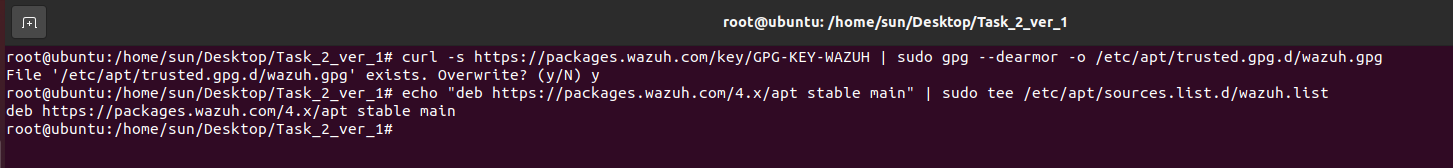 root@ubuntu: /home/sun/Desktop/Task_2_ver_1
root@ubuntu:/home/sun/Desktop/Task_2_ver_1# curl -s https://packages.wazuh.com/key/GPG-KEY-WAZUH | sudo gpg --dearmor -o /etc/apt/trusted.gpg.d/wazuh.gpg
File '/etc/apt/trusted.gpg.d/wazuh.gpg' exists. Overwrite? (y/N) y
root@ubuntu:/home/sun/Desktop/Task_2_ver_1# echo "deb https://packages.wazuh.com/4.x/apt stable main" | sudo tee /etc/apt/sources.list.d/wazuh.list
deb https://packages.wazuh.com/4.x/apt stable main
root@ubuntu:/home/sun/Desktop/Task_2_ver_1#